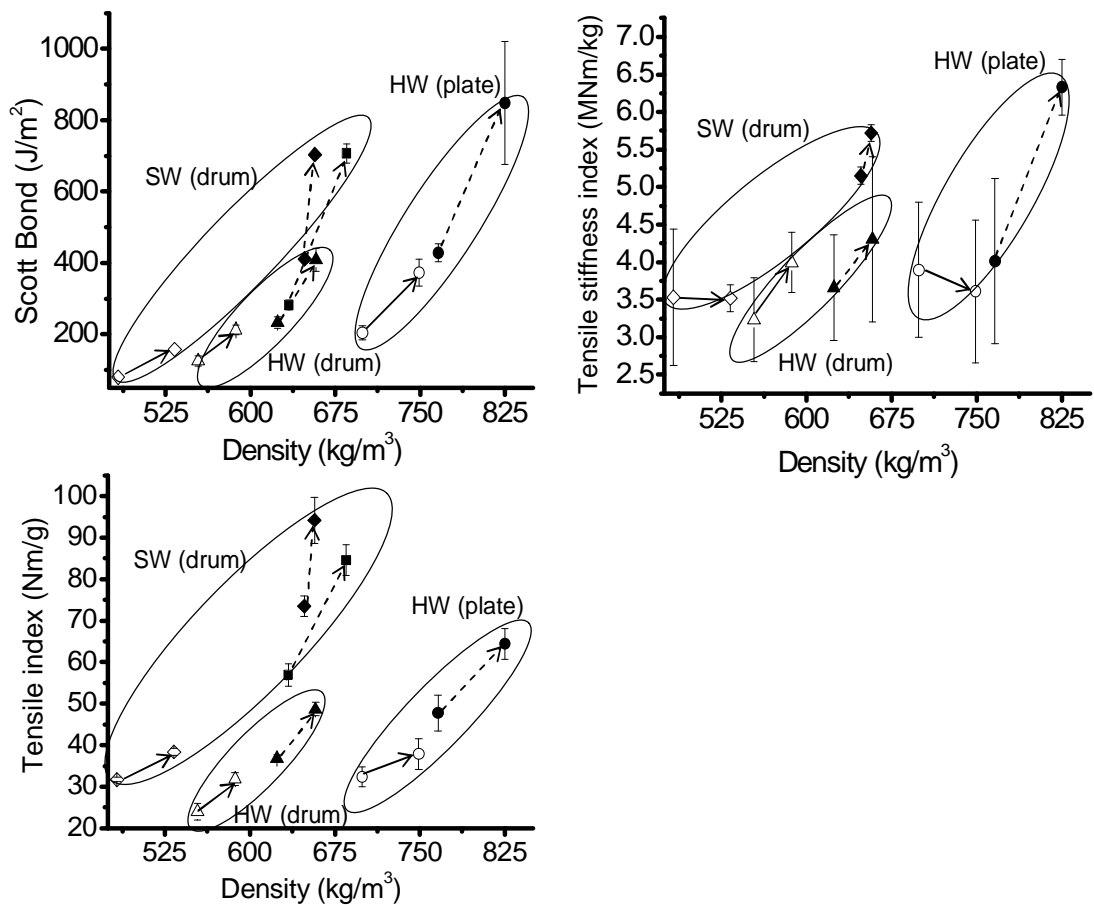 Scott Bond (J/m²)
1000
800
600
400
200
HW (plate)
SW (drum)
HW (drum)
525 600 675 750 825
Density (kg/m³)
Tensile stiffness index (MNm/kg)
7.0
6.5
6.0
5.5
5.0
4.5
4.0
3.5
3.0
2.5
HW (plate)
SW (drum)
HW (drum)
525 600 675 750 825
Density (kg/m³)
Tensile index (Nm/g)
100
90
80
70
60
50
40
30
20
SW (drum)
HW (plate)
HW (drum)
525 600 675 750 825
Density (kg/m³)